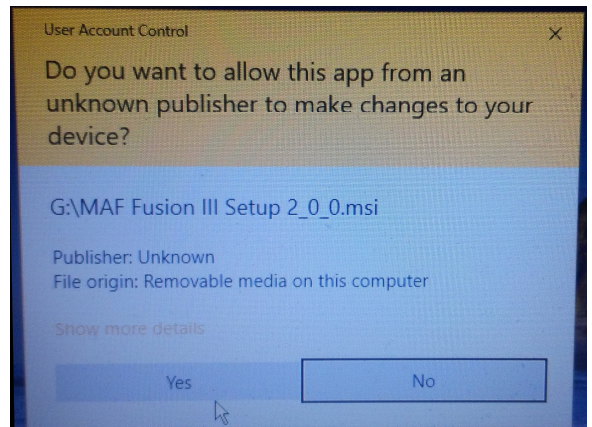 User Account Control
Do you want to allow this app from an
unknown publisher to make changes to your
device?
G:\MAF Fusion III Setup 2_0_0.msi
Publisher: Unknown
File origin: Removable media on this computer
Show more details
Yes
No